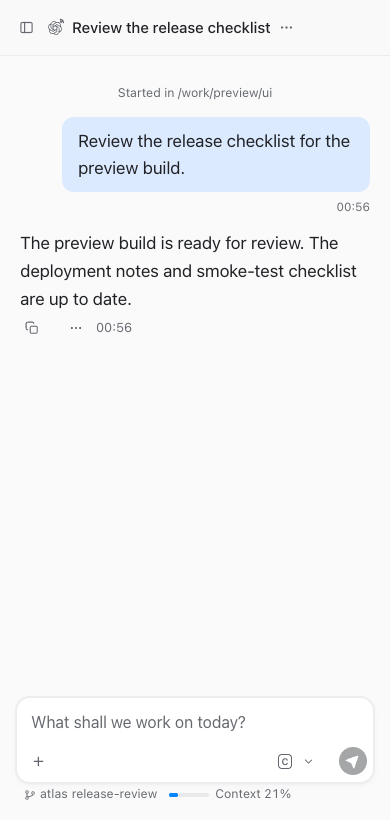 Review the release checklist
Started in /work/preview/ui
Review the release checklist for the
preview build.
00:56
The preview build is ready for review. The
deployment notes and smoke-test checklist
are up to date.
00:56
What shall we work on today?
C
atlas release-review
Context 21%